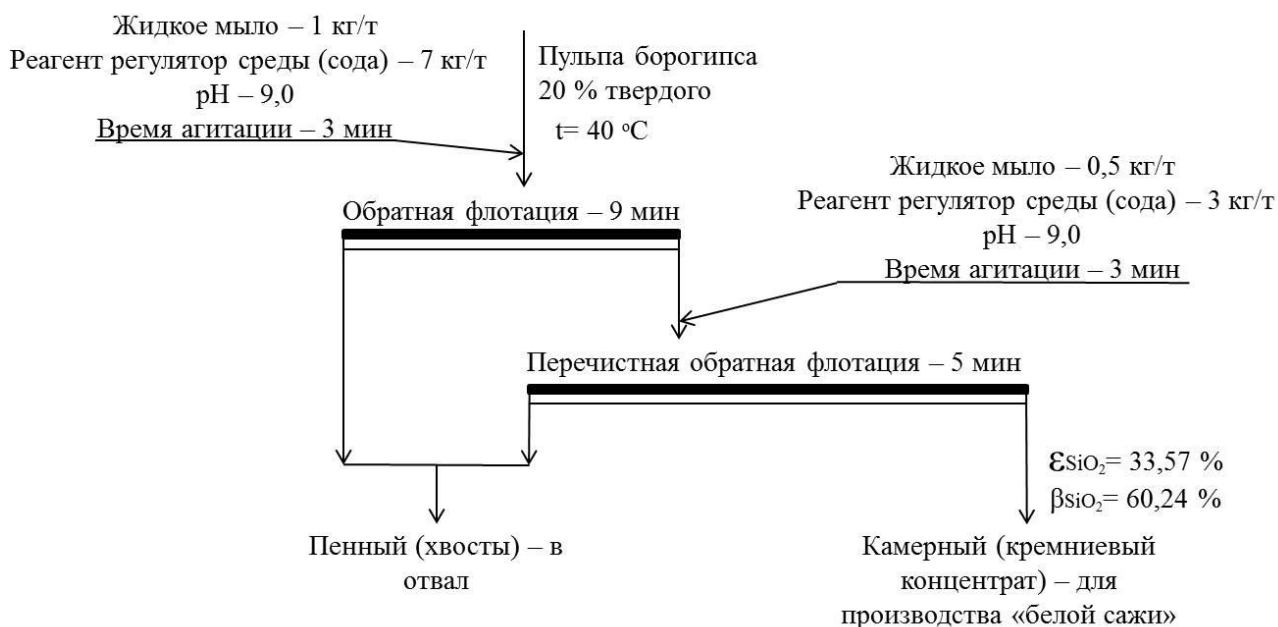 Жидкое мыло – 1 кг/т
Реагент регулятор среды (сода) – 7 кг/т
pH – 9,0
Время агитации – 3 мин
Пульпа борогипса
20 % твердого
t= 40 °C
Обратная флотация – 9 мин
Жидкое мыло – 0,5 кг/т
Реагент регулятор среды (сода) – 3 кг/т
pH – 9,0
Время агитации – 3 мин
Перечистная обратная флотация – 5 мин
εSiO₂= 33,57 %
βSiO₂= 60,24 %
Пенный (хвосты) – в
отвал
Камерный (кремниевый
концентрат) – для
производства «белой сажи»